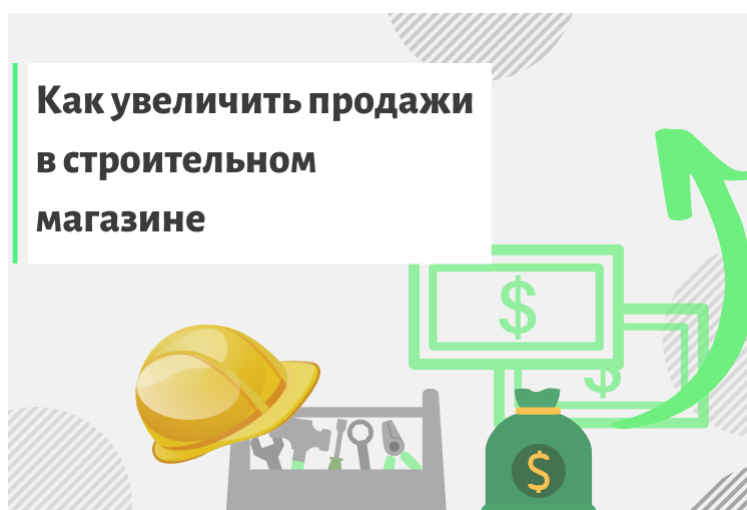 Как увеличить продажи
в строительном
магазине
$
$
$